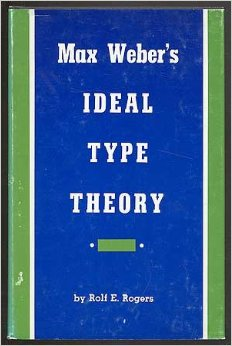 Max Weber's
IDEAL
TYPE
THEORY
by Rolf E. Rogers